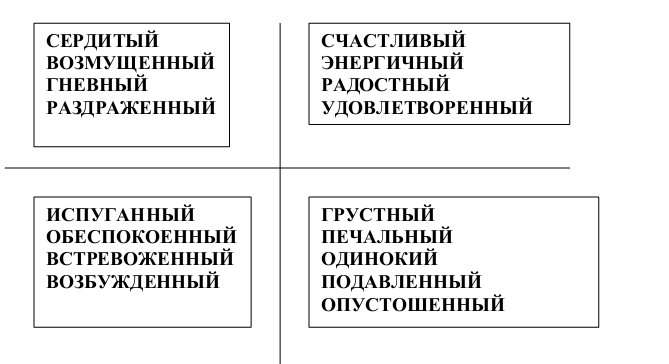 СЕРДИТЫЙ
ВОЗМУЩЕННЫЙ
ГНЕВНЫЙ
РАЗДРАЖЕННЫЙ
СЧАСТЛИВЫЙ
ЭНЕРГИЧНЫЙ
РАДОСТНЫЙ
УДОВЛЕТВОРЕННЫЙ
ИСПУГАННЫЙ
ОБЕСПОКОЕННЫЙ
ВСТРЕВОЖЕННЫЙ
ВОЗБУЖДЕННЫЙ
ГРУСТНЫЙ
ПЕЧАЛЬНЫЙ
ОДИНОКИЙ
ПОДАВЛЕННЫЙ
ОПУСТОШЕННЫЙ